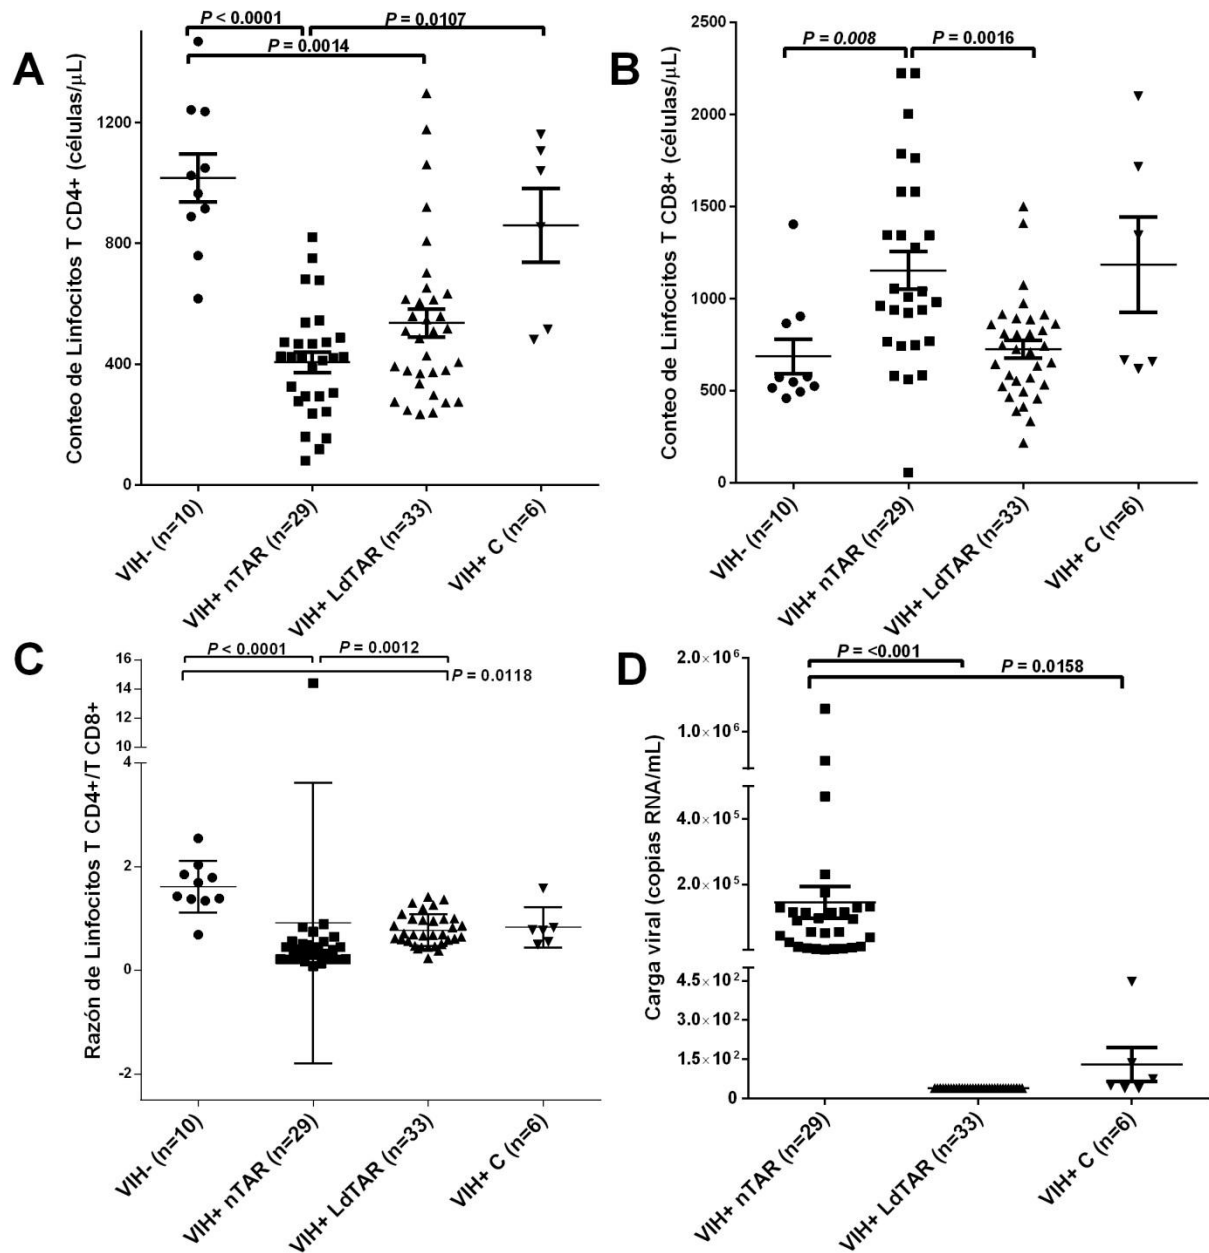 A
P < 0.0001
P = 0.0107
P = 0.0014
Conteo de Linfocitos T CD4+ (células/μL)
1200
800
400
0
VIH- (n=10)
VIH+ nTAR (n=29)
VIH+ LdTAR (n=33)
VIH+ C (n=6)
B
P = 0.008
P = 0.0016
Conteo de Linfocitos T CD8+ (células/μL)
2500
2000
1500
1000
500
0
VIH- (n=10)
VIH+ nTAR (n=29)
VIH+ LdTAR (n=33)
VIH+ C (n=6)
C
P < 0.0001
P = 0.0012
P = 0.0118
Razón de Linfocitos T CD4+/T CD8+
16
14
12
10
4
2
0
-2
VIH- (n=10)
VIH+ nTAR (n=29)
VIH+ LdTAR (n=33)
VIH+ C (n=6)
D
P = <0.001
P = 0.0158
Carga viral (copias RNA/mL)
2.0×10⁶
1.0×10⁶
4.0×10⁵
2.0×10⁵
4.5×10²
3.0×10²
1.5×10²
0
VIH+ nTAR (n=29)
VIH+ LdTAR (n=33)
VIH+ C (n=6)